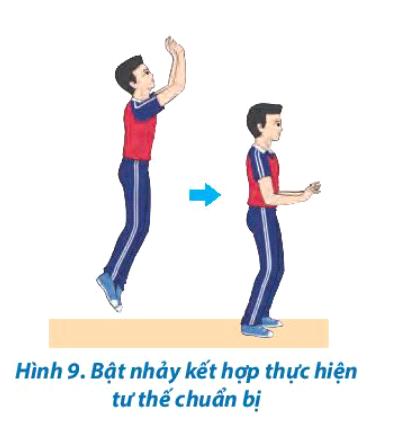 Hình 9. Bật nhảy kết hợp thực hiện
tư thế chuẩn bị